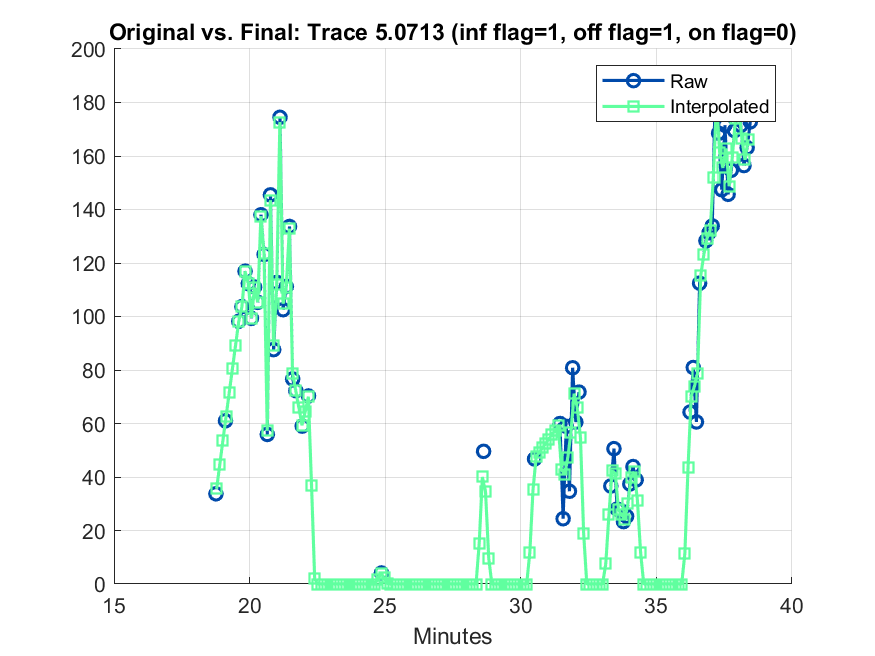 Original vs. Final: Trace 5.0713 (inf flag=1, off flag=1, on flag=0)
200
180
160
140
120
100
80
60
40
20
0
Raw
Interpolated
15 20 25 30 35 40
Minutes